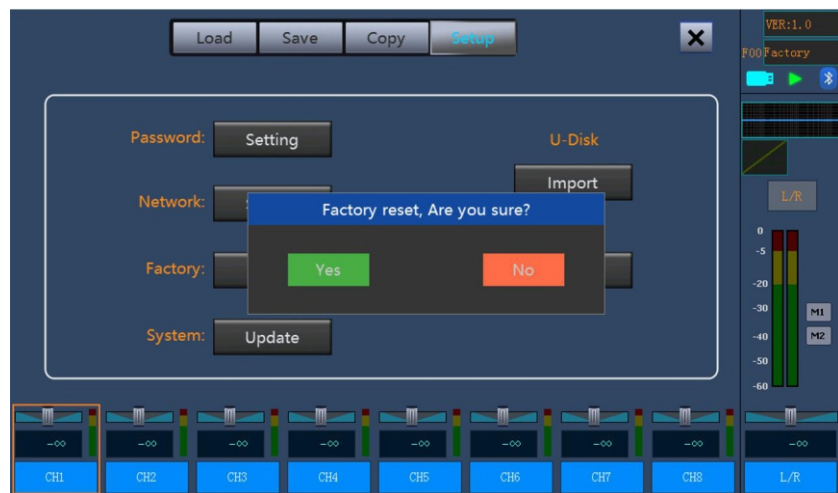 Load Save Copy Setup
VER:1.0
F00 Factory
Password: Setting
U-Disk
Network:
Import
Factory reset, Are you sure?
Factory:
Yes No
System: Update
L/R
0
-5
-20
-30
-40
-50
-60
M1
M2
-∞ -∞ -∞ -∞ -∞ -∞ -∞ -∞ -∞
CH1 CH2 CH3 CH4 CH5 CH6 CH7 CH8 L/R